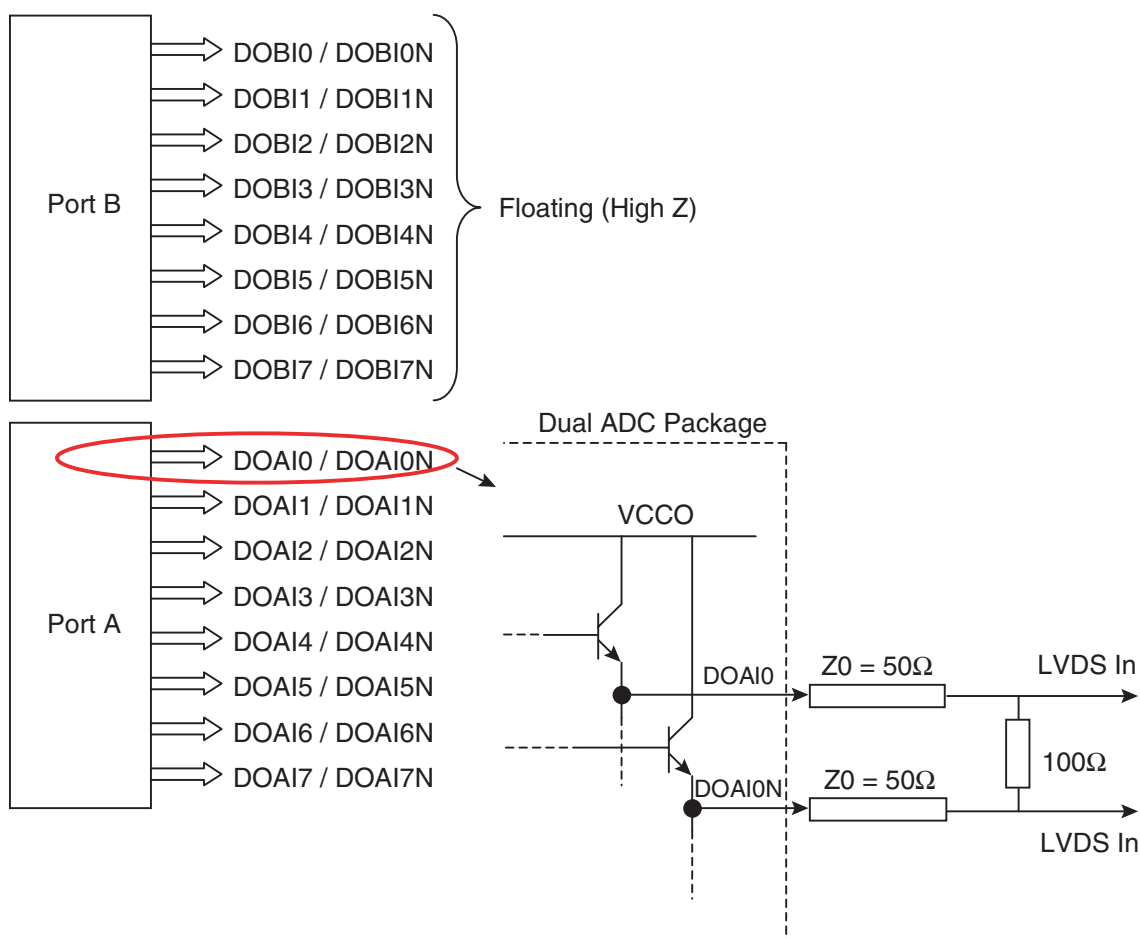 DOBI0 / DOBI0N
DOBI1 / DOBI1N
DOBI2 / DOBI2N
DOBI3 / DOBI3N
Port B
Floating (High Z)
DOBI4 / DOBI4N
DOBI5 / DOBI5N
DOBI6 / DOBI6N
DOBI7 / DOBI7N
Dual ADC Package
DOAI0 / DOAI0N
DOAI1 / DOAI1N
VCCO
DOAI2 / DOAI2N
DOAI3 / DOAI3N
Port A
DOAI4 / DOAI4N
DOAI5 / DOAI5N
DOAI6 / DOAI6N
DOAI7 / DOAI7N
DOAI0
Z0 = 50Ω
LVDS In
100Ω
DOAI0N
Z0 = 50Ω
LVDS In